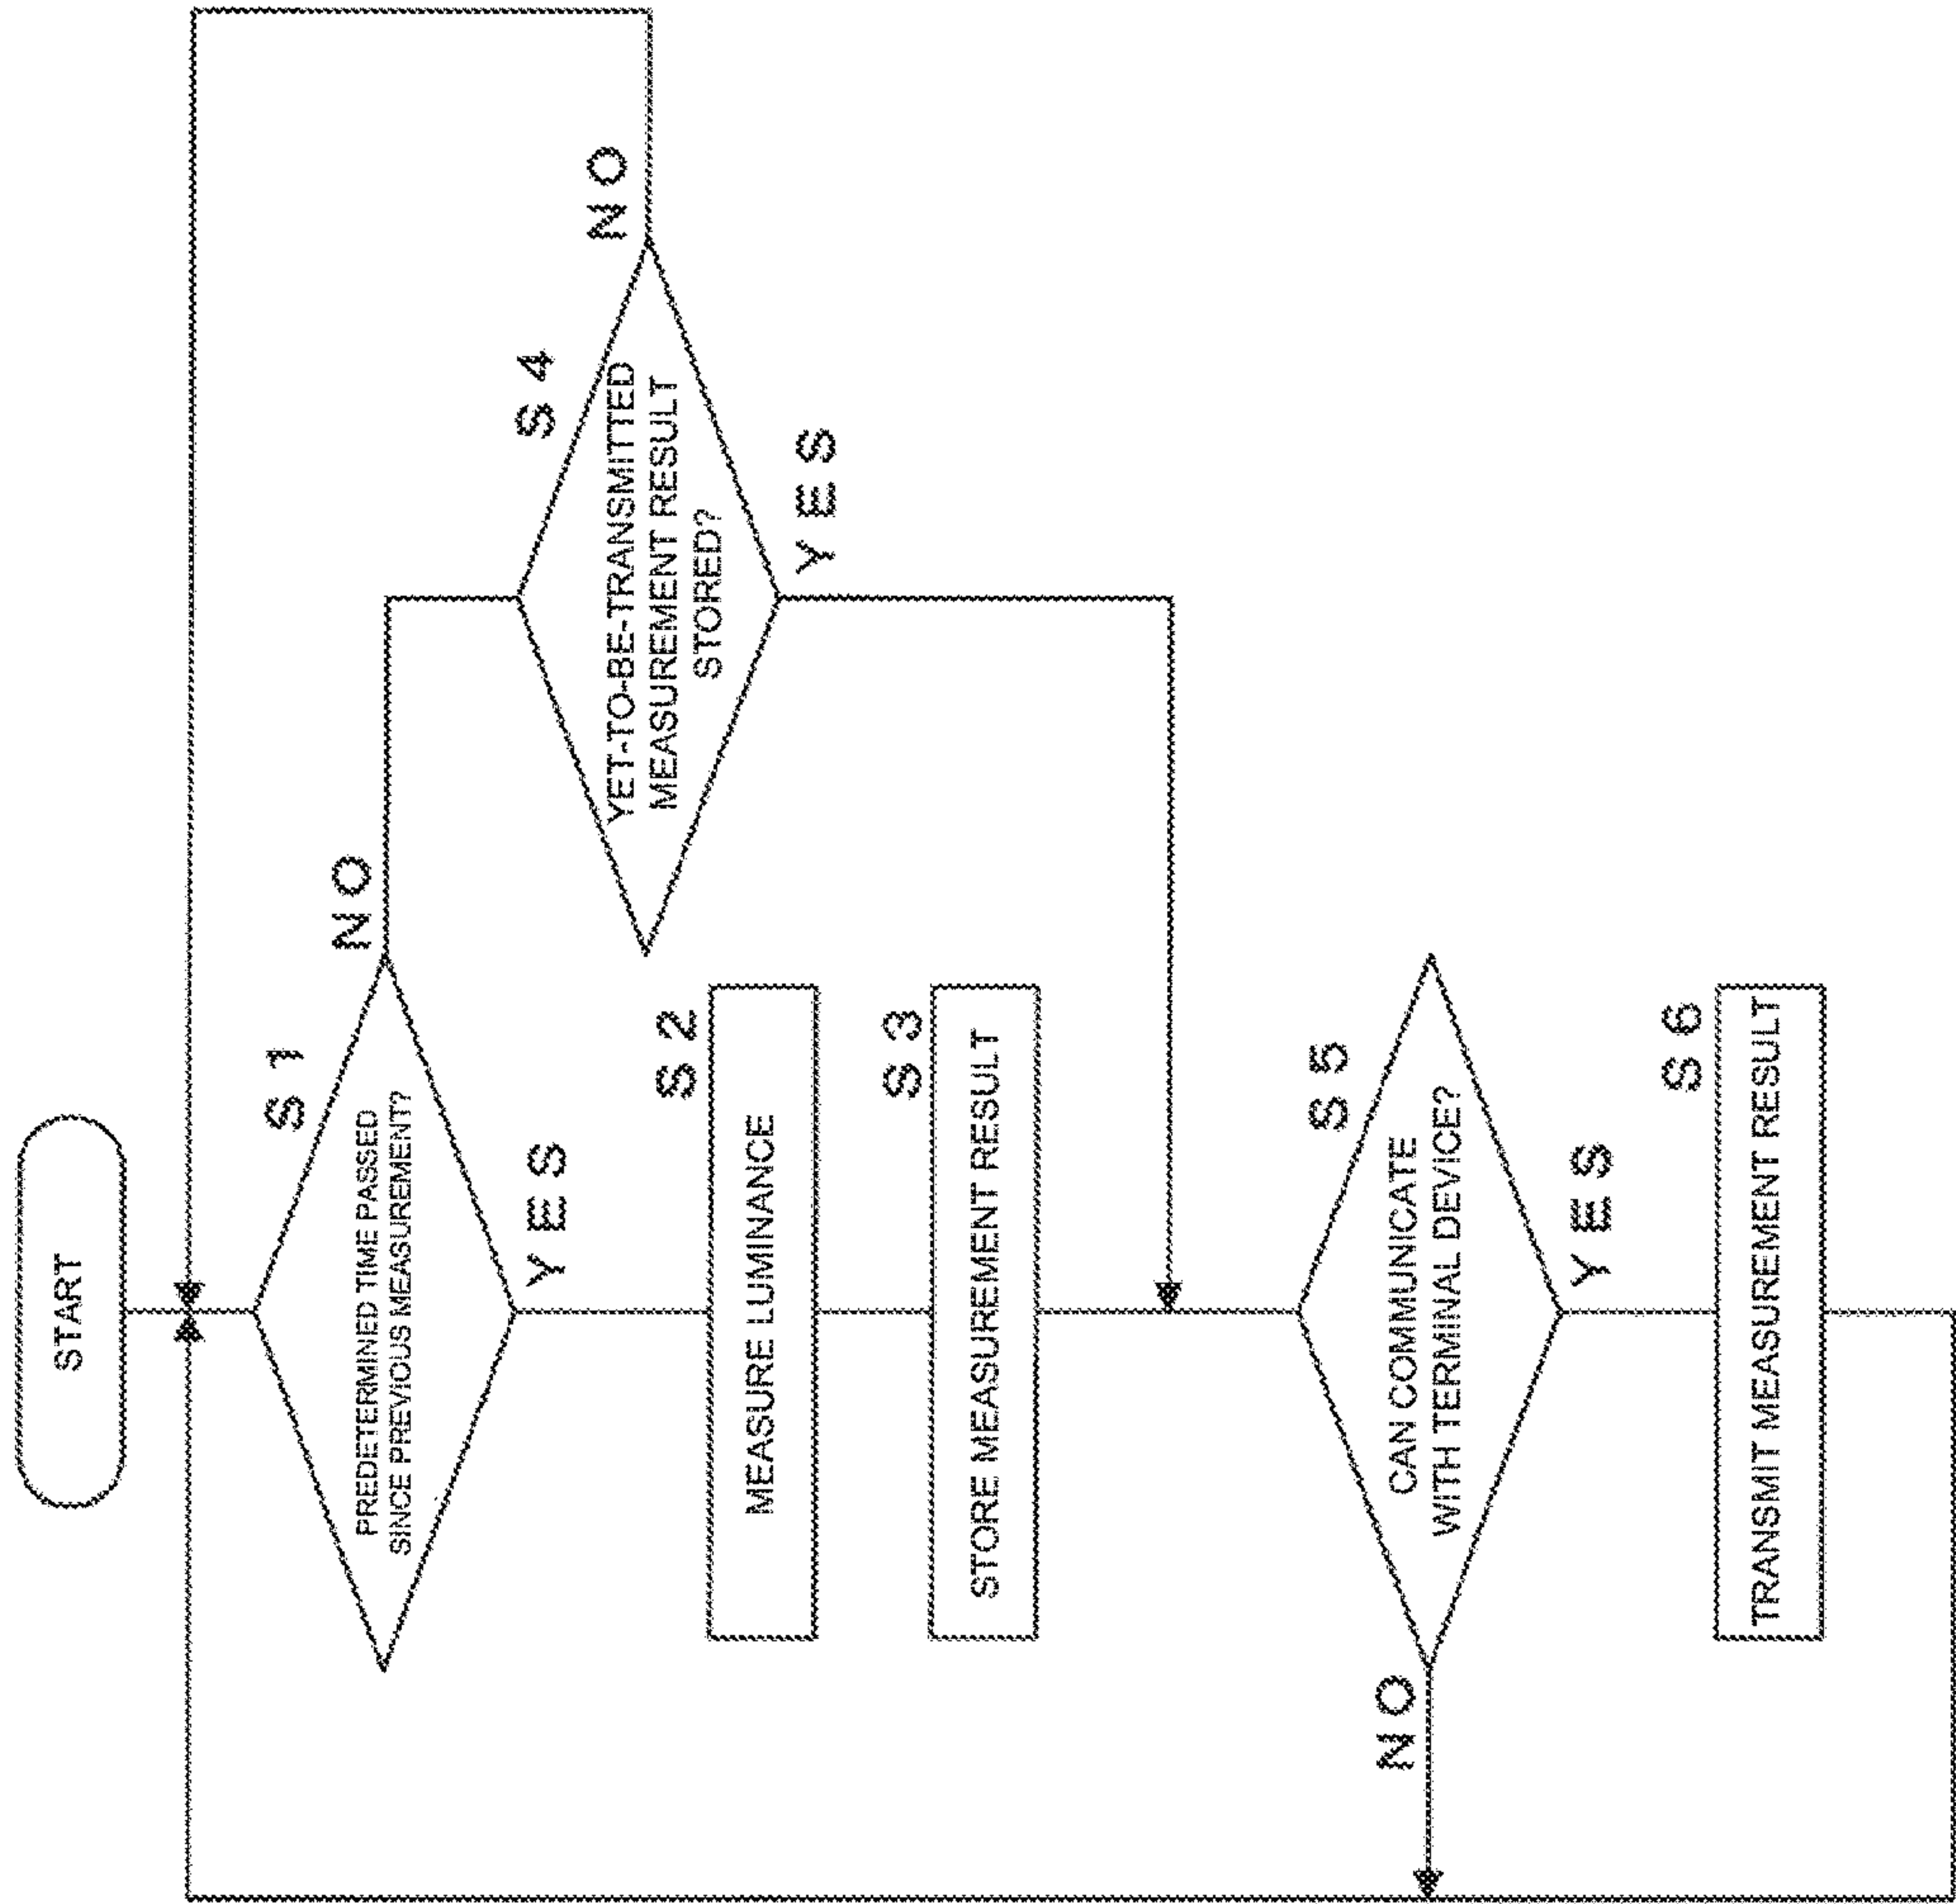 START
S 1
PREDETERMINED TIME PASSED
SINCE PREVIOUS MEASUREMENT?
NO
YES
S 4
YET-TO-BE-TRANSMITTED
MEASUREMENT RESULT
STORED?
NO
YES
S 2
MEASURE LUMINANCE
S 3
STORE MEASUREMENT RESULT
S 5
CAN COMMUNICATE
WITH TERMINAL DEVICE?
NO
YES
S 6
TRANSMIT MEASUREMENT RESULT